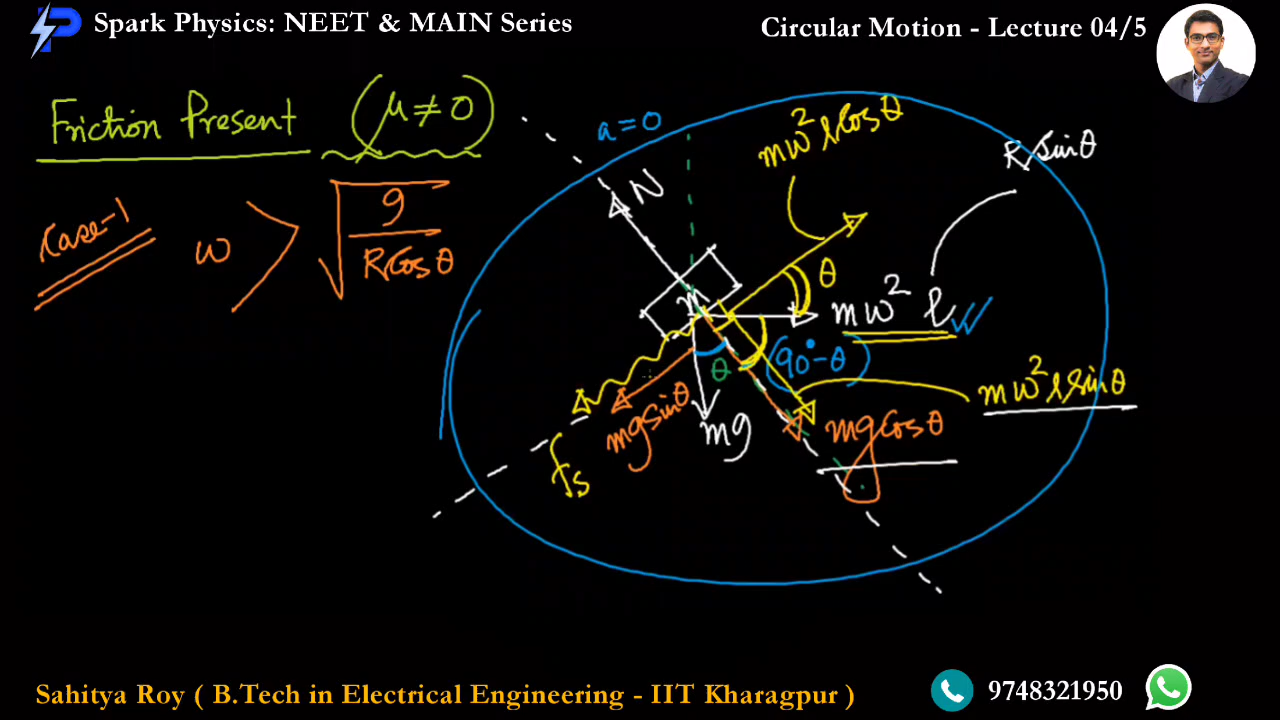 Spark Physics: NEET & MAIN Series
Circular Motion - Lecture 04/5
Friction Present (μ≠0)
Case-1 ω > √(g/RCosθ)
a=0
mω²lCosθ
RSinθ
N
θ
m
mω²l
(90°-θ)
θ
mω²lSinθ
mgSinθ
mg
mgCosθ
fs
Sahitya Roy ( B.Tech in Electrical Engineering - IIT Kharagpur )
9748321950